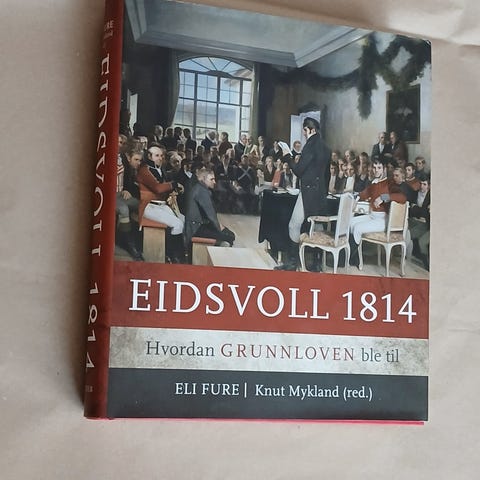 EIDSVOLL 1814
Hvordan GRUNNLOVEN ble til
ELI FURE | Knut Mykland (red.)
EIDSVOLL 1814